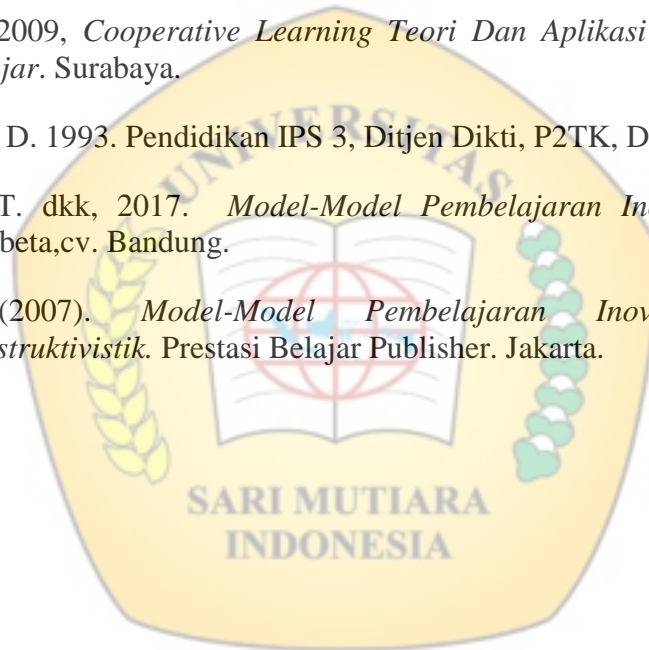 2009, Cooperative Learning Teori Dan Aplikasi
jar. Surabaya.
D. 1993. Pendidikan IPS 3, Ditjen Dikti, P2TK, D
T. dkk, 2017. Model-Model Pembelajaran In
beta,cv. Bandung.
(2007). Model-Model Pembelajaran Inov
struktivistik. Prestasi Belajar Publisher. Jakarta.
UNIVERSITAS
SARI MUTIARA
INDONESIA